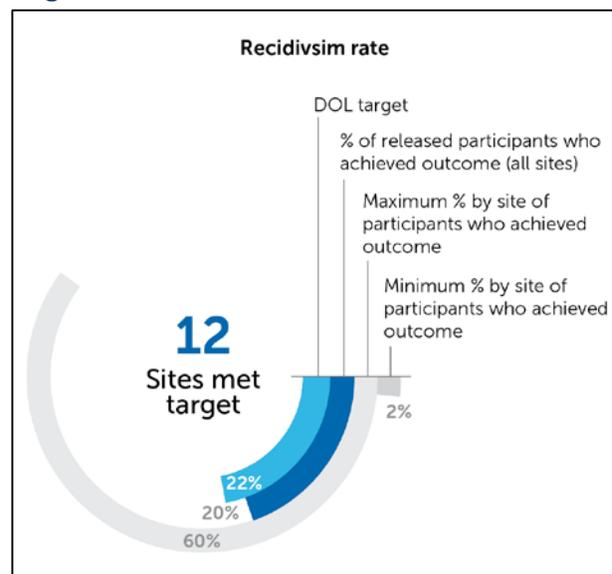 Recidivsim rate
DOL target
% of released participants who
achieved outcome (all sites)
Maximum % by site of
participants who achieved
outcome
Minimum % by site of
participants who achieved
outcome
12
Sites met
target
2%
22%
20%
60%